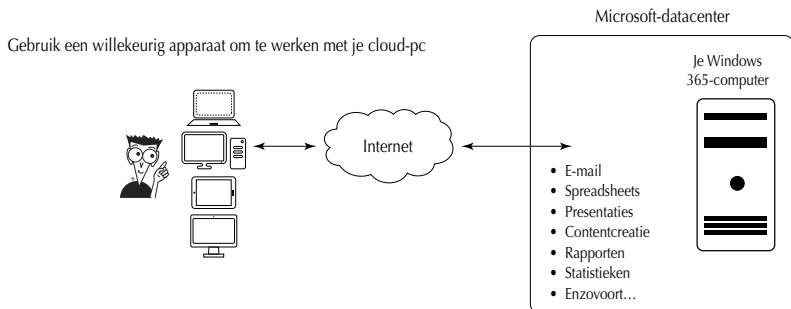 Microsoft-datacenter
Gebruik een willekeurig apparaat om te werken met je cloud-pc
Je Windows
365-computer
Internet
• E-mail
• Spreadsheets
• Presentaties
• Contentcreatie
• Rapporten
• Statistieken
• Enzovoort...